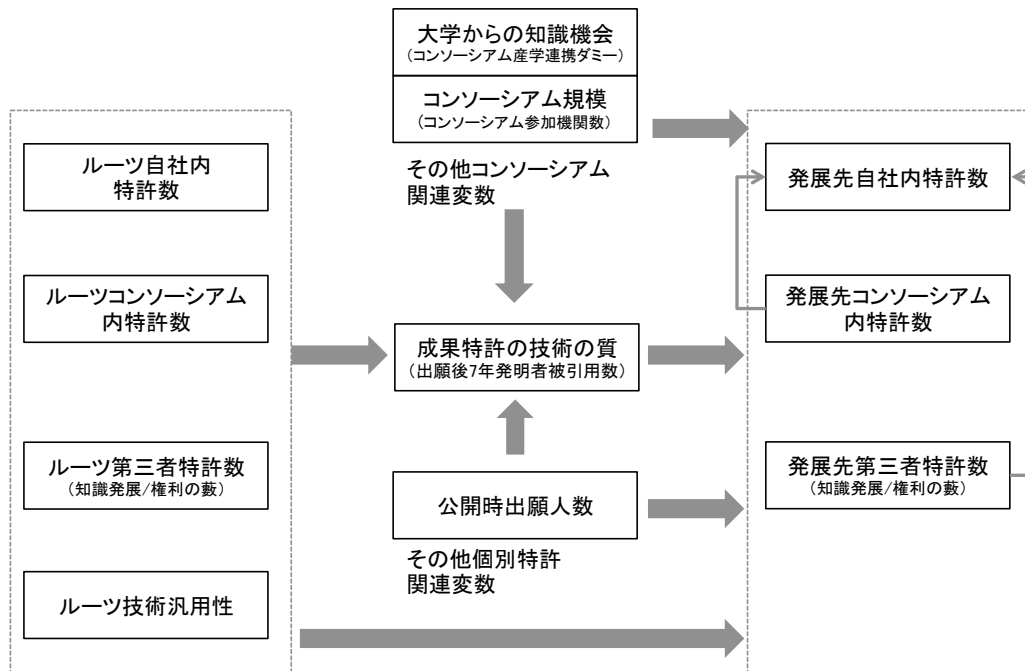 大学からの知識機会
(コンソーシアム産学連携ダミー)
コンソーシアム規模
(コンソーシアム参加機関数)
その他コンソーシアム
関連変数
ルーツ自社内
特許数
ルーツコンソーシアム
内特許数
ルーツ第三者特許数
(知識発展/権利の藪)
ルーツ技術汎用性
成果特許の技術の質
(出願後7年発明者被引用数)
公開時出願人数
その他個別特許
関連変数
発展先自社内特許数
発展先コンソーシアム
内特許数
発展先第三者特許数
(知識発展/権利の藪)